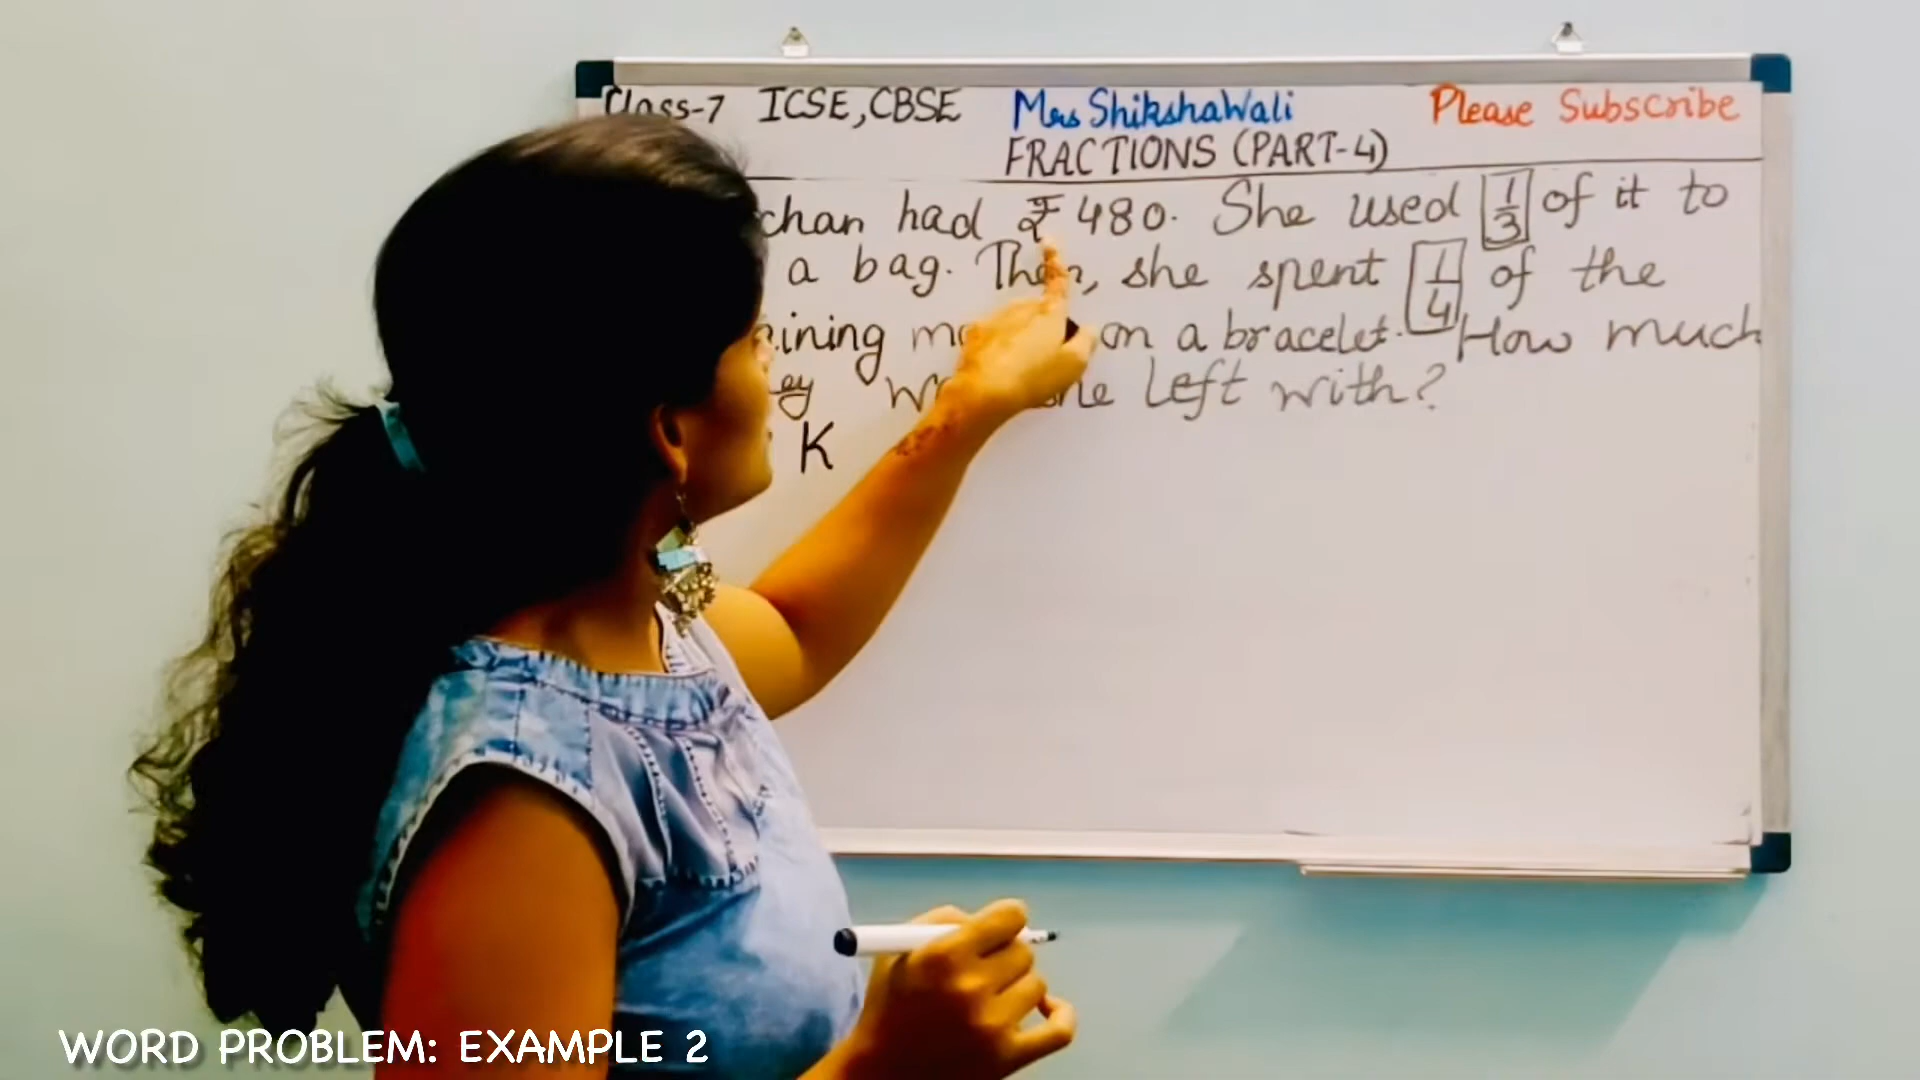 Class-7 ICSE,CBSE Mrs ShikshaWali Please Subscribe
FRACTIONS (PART-4)
had ₹480. She used 1/3 of it to
a bag. Then, she spent 1/4 of the
on a bracelet. How much
left with?
K
WORD PROBLEM: EXAMPLE 2